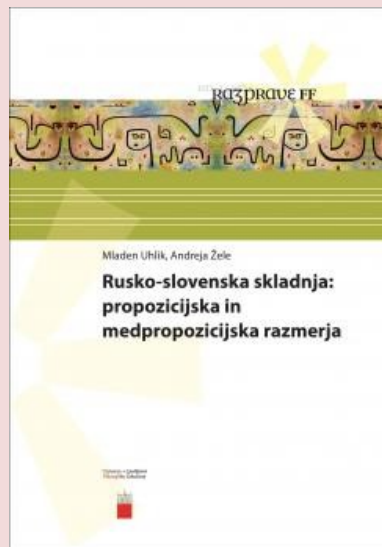 Razprave FF
Mladen Uhlik, Andreja Žele
Rusko-slovenska skladnja:
propozicijska in
medpropozicijska razmerja